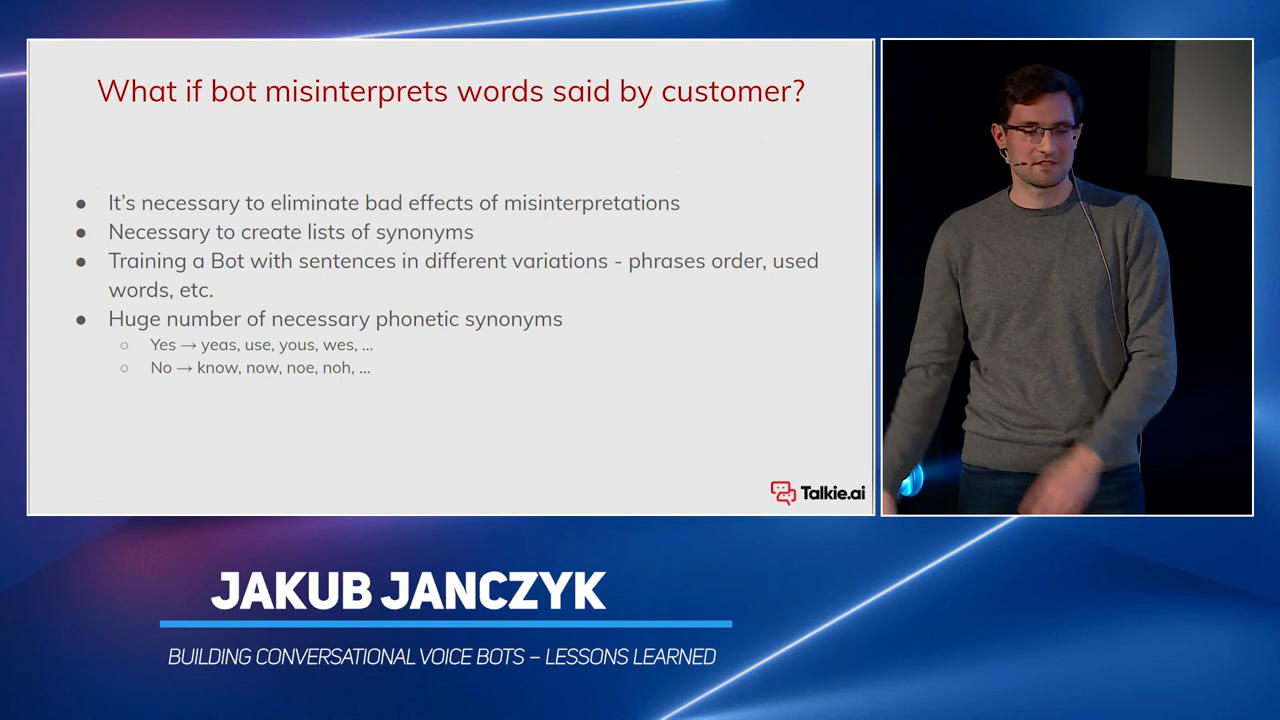 What if bot misinterprets words said by customer?
● It's necessary to eliminate bad effects of misinterpretations
● Necessary to create lists of synonyms
● Training a Bot with sentences in different variations - phrases order, used
words, etc.
● Huge number of necessary phonetic synonyms
○ Yes → yeas, use, yous, wes, ...
○ No → know, now, noe, noh, ...
Talkie.ai
JAKUB JANCZYK
BUILDING CONVERSATIONAL VOICE BOTS – LESSONS LEARNED